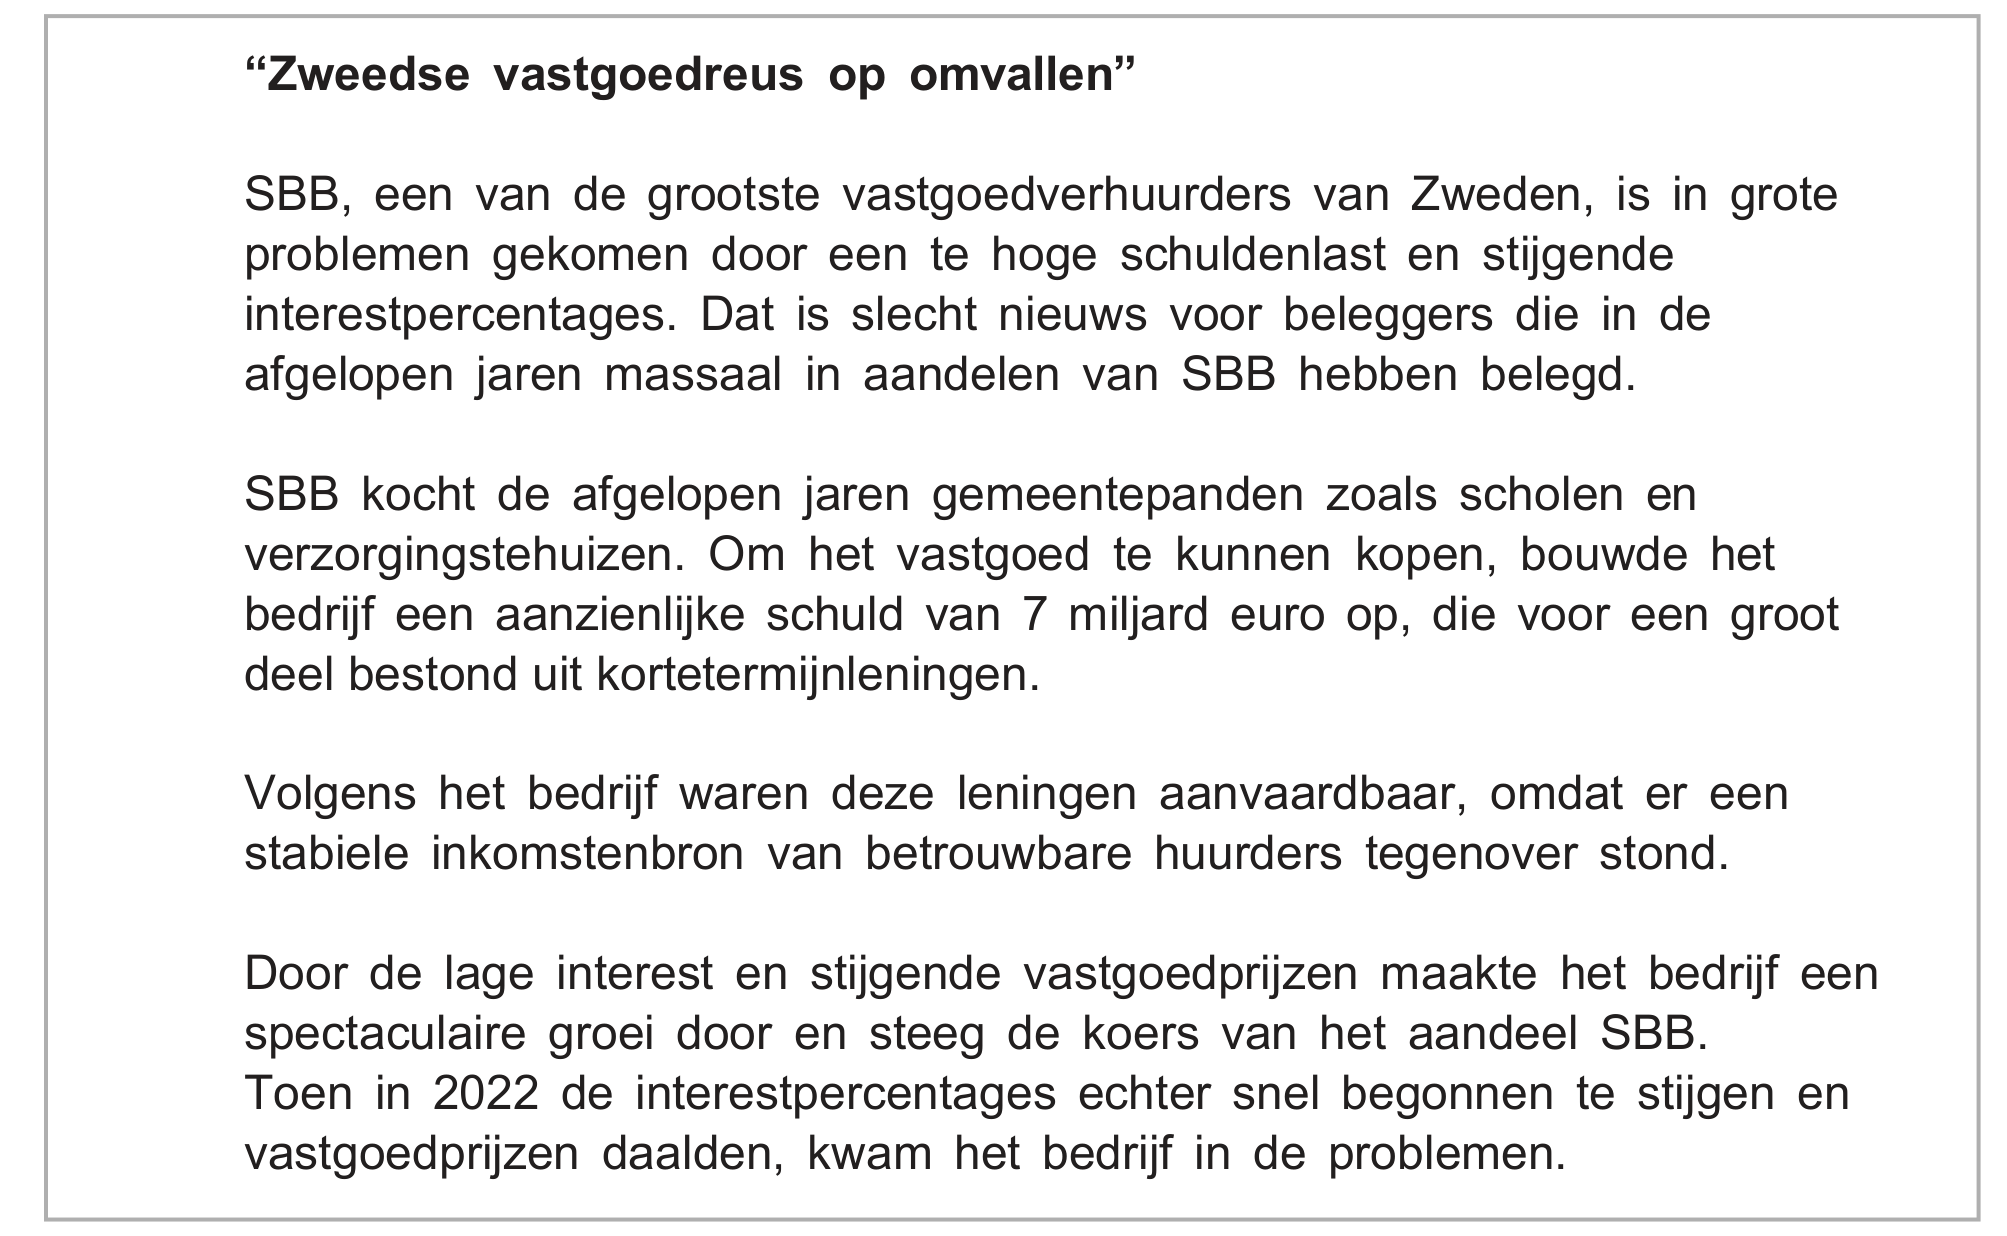 “Zweedse vastgoedreus op omvallen”
SBB, een van de grootste vastgoedverhuurders van Zweden, is in grote
problemen gekomen door een te hoge schuldenlast en stijgende
interestpercentages. Dat is slecht nieuws voor beleggers die in de
afgelopen jaren massaal in aandelen van SBB hebben belegd.
SBB kocht de afgelopen jaren gemeentepanden zoals scholen en
verzorgingstehuizen. Om het vastgoed te kunnen kopen, bouwde het
bedrijf een aanzienlijke schuld van 7 miljard euro op, die voor een groot
deel bestond uit kortetermijnleningen.
Volgens het bedrijf waren deze leningen aanvaardbaar, omdat er een
stabiele inkomstenbron van betrouwbare huurders tegenover stond.
Door de lage interest en stijgende vastgoedprijzen maakte het bedrijf een
spectaculaire groei door en steeg de koers van het aandeel SBB.
Toen in 2022 de interestpercentages echter snel begonnen te stijgen en
vastgoedprijzen daalden, kwam het bedrijf in de problemen.